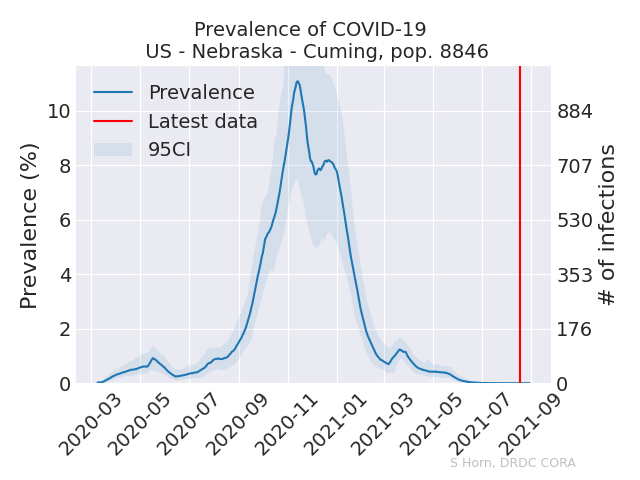 Prevalence of COVID-19
US - Nebraska - Cuming, pop. 8846
Prevalence
Latest data
95CI
Prevalence (%)
10
8
6
4
2
0
884
707
530
353
176
0
# of infections
2020-03
2020-05
2020-07
2020-09
2020-11
2021-01
2021-03
2021-05
2021-07
2021-09
S Horn, DRDC CORA